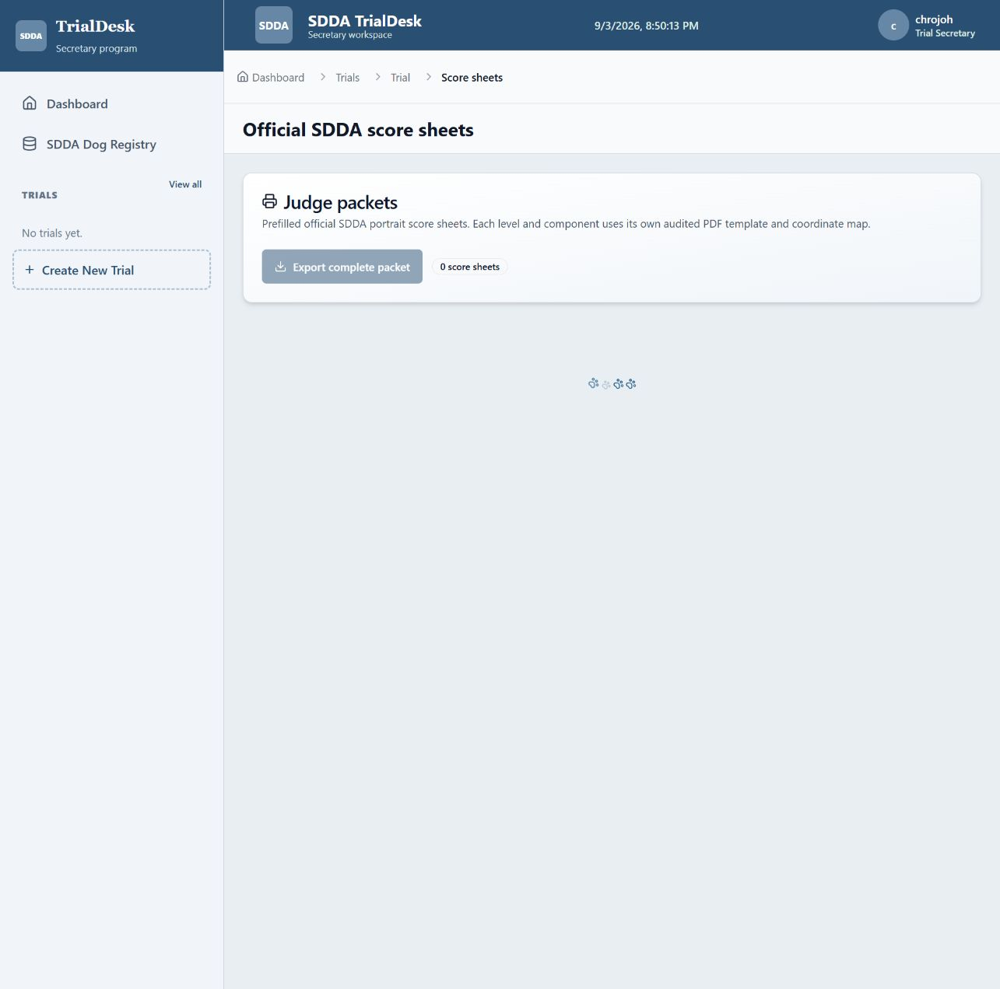 SDDA
TrialDesk
Secretary program
Dashboard
SDDA Dog Registry
TRIALS
View all
No trials yet.
+ Create New Trial
SDDA
SDDA TrialDesk
Secretary workspace
9/3/2026, 8:50:13 PM
c
chrojoh
Trial Secretary
Dashboard > Trials > Trial > Score sheets
Official SDDA score sheets
Judge packets
Prefilled official SDDA portrait score sheets. Each level and component uses its own audited PDF template and coordinate map.
Export complete packet
0 score sheets